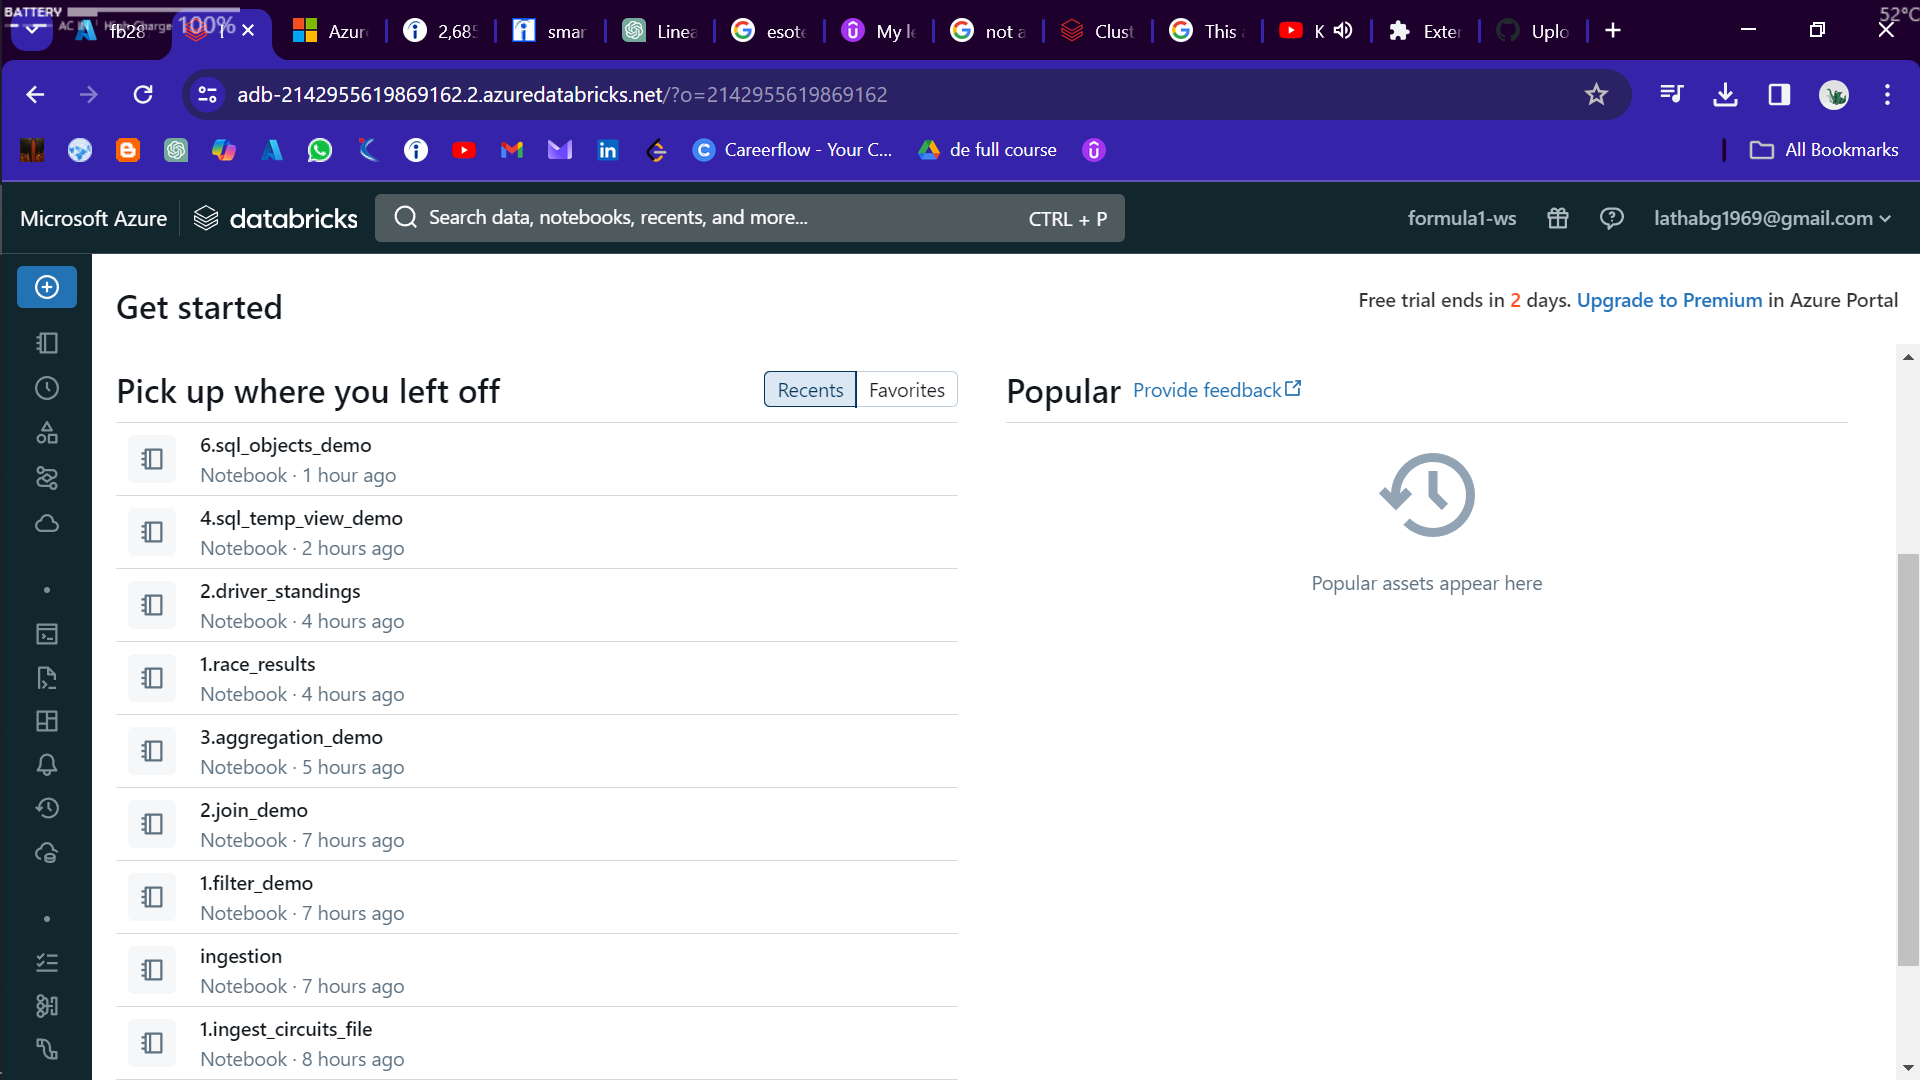 BATTERY
AC In High Charge 100%
52°C
fb28
Azur
2,685
smar
Linea
esote
My le
not a
Clust
This
K
Exter
Uplo
adb-2142955619869162.2.azuredatabricks.net/?o=2142955619869162
Careerflow - Your C...
de full course
All Bookmarks
Microsoft Azure
databricks
Search data, notebooks, recents, and more...
CTRL + P
formula1-ws
lathabg1969@gmail.com
Get started
Free trial ends in 2 days. Upgrade to Premium in Azure Portal
Pick up where you left off
Recents
Favorites
6.sql_objects_demo
Notebook · 1 hour ago
4.sql_temp_view_demo
Notebook · 2 hours ago
2.driver_standings
Notebook · 4 hours ago
1.race_results
Notebook · 4 hours ago
3.aggregation_demo
Notebook · 5 hours ago
2.join_demo
Notebook · 7 hours ago
1.filter_demo
Notebook · 7 hours ago
ingestion
Notebook · 7 hours ago
1.ingest_circuits_file
Notebook · 8 hours ago
Popular
Provide feedback
Popular assets appear here